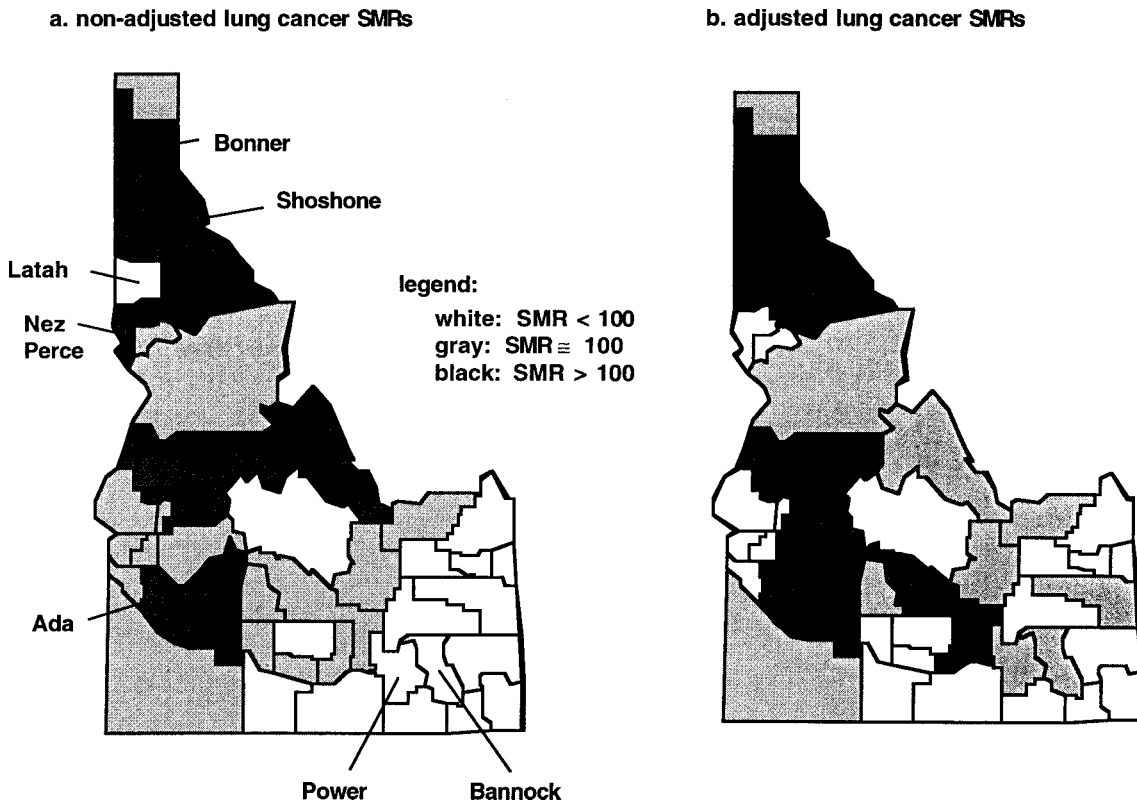 a. non-adjusted lung cancer SMRs
b. adjusted lung cancer SMRs
Bonner
Shoshone
Latah
Nez
Perce
legend:
white: SMR < 100
gray: SMR ≅ 100
black: SMR > 100
Ada
Power
Bannock